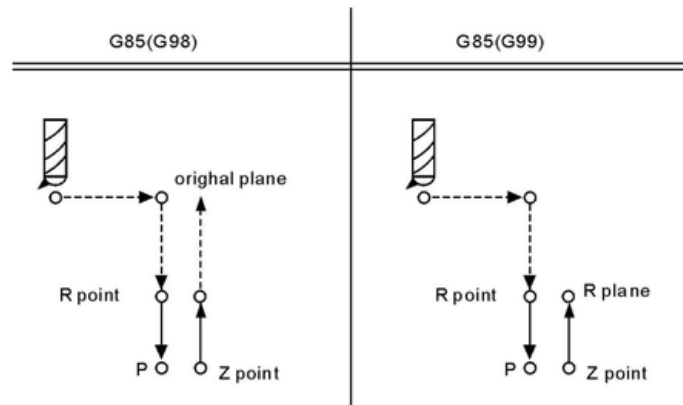 G85(G98)
G85(G99)
orighal plane
R point
P
Z point
R point
R plane
P
Z point